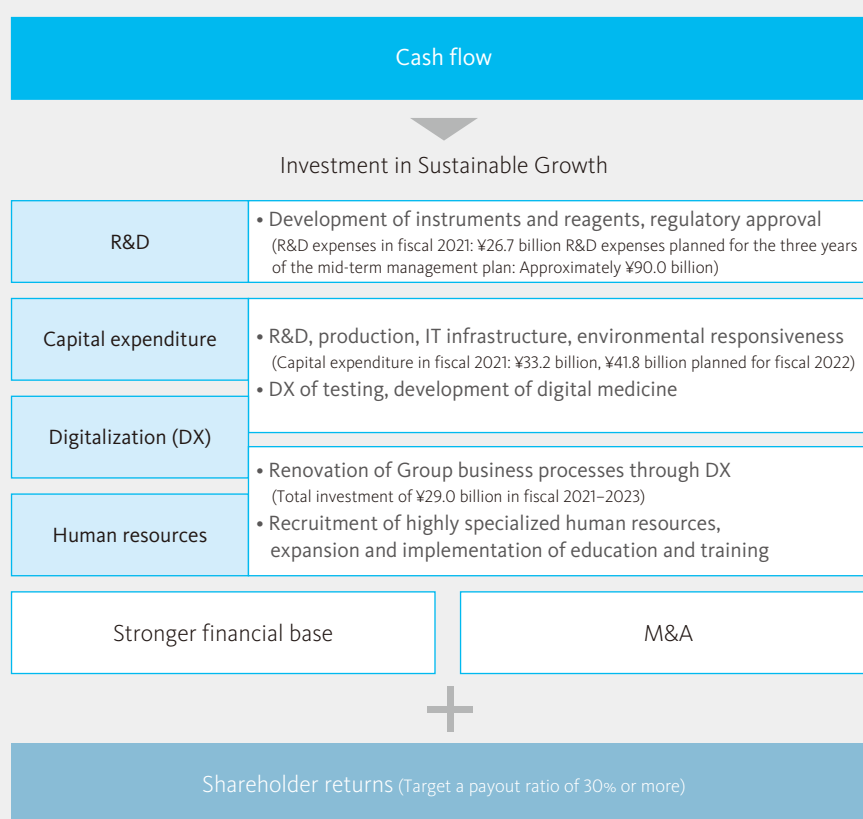 Cash flow
Investment in Sustainable Growth
R&D
• Development of instruments and reagents, regulatory approval
(R&D expenses in fiscal 2021: ¥26.7 billion R&D expenses planned for the three years
of the mid-term management plan: Approximately ¥90.0 billion)
Capital expenditure
• R&D, production, IT infrastructure, environmental responsiveness
(Capital expenditure in fiscal 2021: ¥33.2 billion, ¥41.8 billion planned for fiscal 2022)
• DX of testing, development of digital medicine
Digitalization (DX)
• Renovation of Group business processes through DX
(Total investment of ¥29.0 billion in fiscal 2021–2023)
Human resources
• Recruitment of highly specialized human resources,
expansion and implementation of education and training
Stronger financial base
M&A
Shareholder returns (Target a payout ratio of 30% or more)